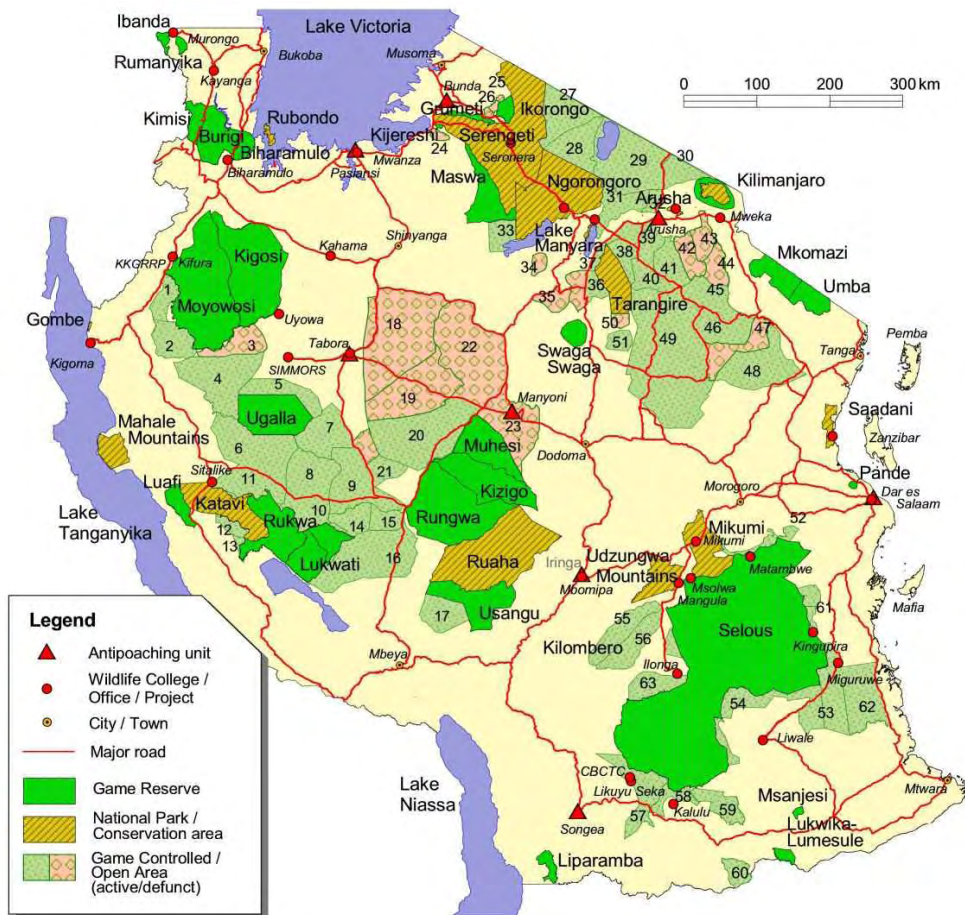 Ibanda
Murongo
Lake Victoria
Musoma
Bukoba
Rumanyika
Kayanga
Bunda
25
26
27
0 100 200 300 km
Grumeti
Ikorongo
Kimisi
Rubondo
Kijereshi
Serengeti
Burigi
24
28
29
30
Biharamulo
Mwanza
Seronera
Biharamulo
Pasiansi
Maswa
Ngorongoro
Kilimanjaro
31
32
Arusha
Arusha
Mweka
Shinyanga
33
Lake
Manyara
39
43
Kahama
38
42
Mkomazi
KKGRRP
Kifura
Kigosi
34
37
41
44
Umba
1
36
40
45
Moyowosi
35
Tarangire
Gombe
Uyowa
18
50
46
47
Pemba
Kigoma
2
3
Tabora
22
51
49
Tanga
SIMMORS
Swaga
Swaga
48
4
5
19
Manyoni
Saadani
Ugalla
7
23
Mahale
Mountains
20
Muhesi
Zanzibar
6
Dodoma
Sitalike
8
21
Pande
Luafi
11
9
Kizigo
Morogoro
Dar es
Salaam
Katavi
10
Rungwa
52
Lake
Tanganyika
Rukwa
14
15
Mikumi
12
Mikumi
13
Lukwati
16
Ruaha
Iringa
Udzungwa
Mountains
Matambwe
Msolwa
Moomipa
Mangula
Mafia
Usangu
17
55
Selous
61
56
Kilombero
Kingupira
Mbeya
Ilonga
63
Miguruwe
54
53
62
Liwale
Lake
Niassa
CBCTC
Likuyu Seka
58
Msanjesi
Mtwara
57
Kalulu
59
Songea
Lukwika-
Lumesule
Liparamba
60
Legend
Antipoaching unit
Wildlife College /
Office / Project
City / Town
Major road
Game Reserve
National Park /
Conservation area
Game Controlled /
Open Area
(active/defunct)